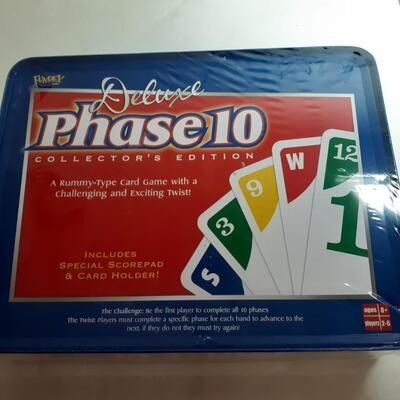 FUNDEX
Deluxe
Phase 10
COLLECTOR'S EDITION
A Rummy-Type Card Game with a
Challenging and Exciting Twist!
INCLUDES
SPECIAL SCOREPAD
& CARD HOLDER!
S
3
9
W
12
1
The Challenge: Be the first player to complete all 10 phases
The Twist: Players must complete a specific phase for each hand to advance to the
next, if they do not they must try again!
ages 8+
players 2-6